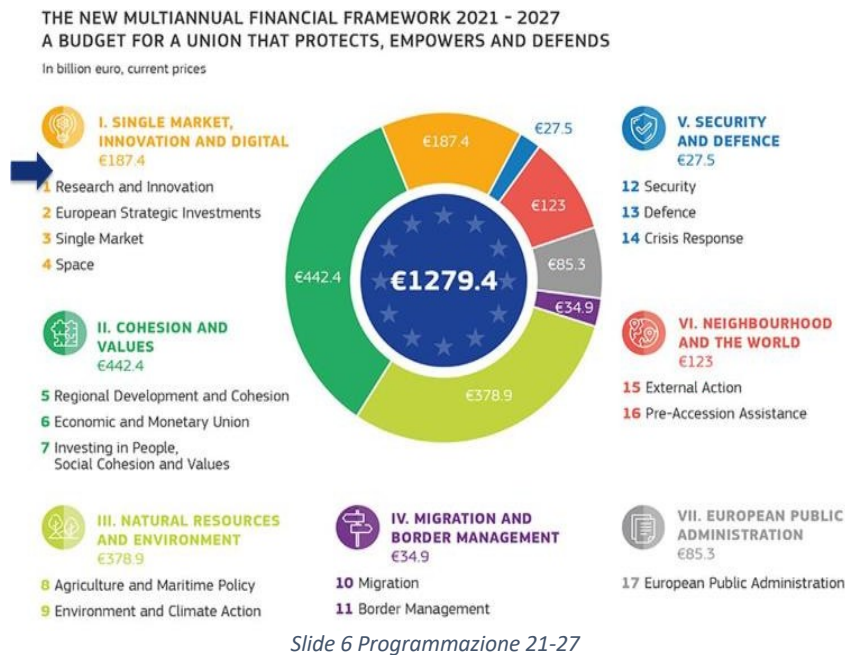 THE NEW MULTIANNUAL FINANCIAL FRAMEWORK 2021 - 2027
A BUDGET FOR A UNION THAT PROTECTS, EMPOWERS AND DEFENDS
In billion euro, current prices
I. SINGLE MARKET,
INNOVATION AND DIGITAL
€187.4
1 Research and Innovation
2 European Strategic Investments
3 Single Market
4 Space
II. COHESION AND
VALUES
€442.4
5 Regional Development and Cohesion
6 Economic and Monetary Union
7 Investing in People,
Social Cohesion and Values
III. NATURAL RESOURCES
AND ENVIRONMENT
€378.9
8 Agriculture and Maritime Policy
9 Environment and Climate Action
€187.4
€27.5
€123
€85.3
€34.9
€378.9
€442.4
€1279.4
IV. MIGRATION AND
BORDER MANAGEMENT
€34.9
10 Migration
11 Border Management
V. SECURITY
AND DEFENCE
€27.5
12 Security
13 Defence
14 Crisis Response
VI. NEIGHBOURHOOD
AND THE WORLD
€123
15 External Action
16 Pre-Accession Assistance
VII. EUROPEAN PUBLIC
ADMINISTRATION
€85.3
17 European Public Administration
Slide 6 Programmazione 21-27